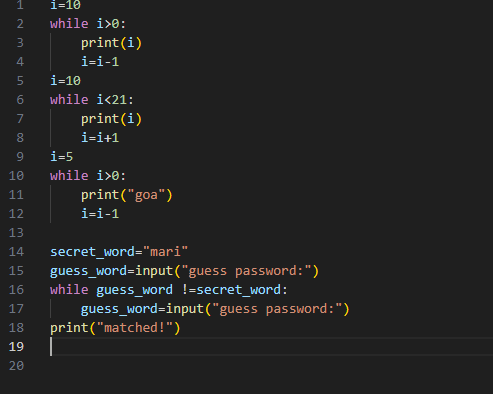 1 i=10
2 while i>0:
3     print(i)
4     i=i-1
5 i=10
6 while i<21:
7     print(i)
8     i=i+1
9 i=5
10 while i>0:
11     print("goa")
12     i=i-1
13
14 secret_word="mari"
15 guess_word=input("guess password:")
16 while guess_word !=secret_word:
17     guess_word=input("guess password:")
18 print("matched!")
19
20